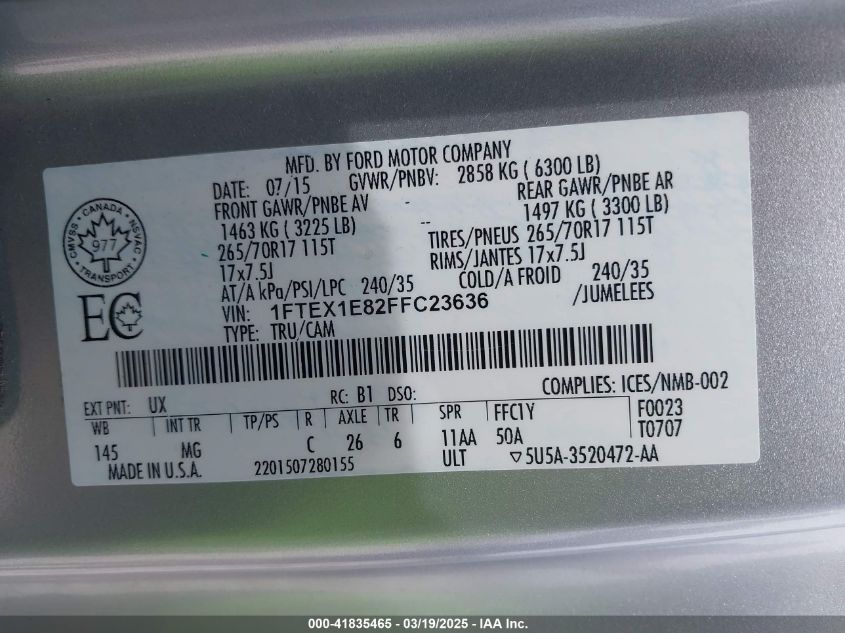 MFD. BY FORD MOTOR COMPANY
DATE: 07/15 GVWR/PNBV: 2858 KG ( 6300 LB)
FRONT GAWR/PNBE AV REAR GAWR/PNBE AR
1463 KG ( 3225 LB) -- 1497 KG ( 3300 LB)
265/70R17 115T TIRES/PNEUS 265/70R17 115T
17x7.5J RIMS/JANTES 17x7.5J
AT/A kPa/PSI/LPC 240/35 COLD/A FROID 240/35
VIN: 1FTEX1E82FFC23636 /JUMELEES
TYPE: TRU/CAM
CANADA
CMVSS NSVAC
977
TRANSPORT
EC
COMPLIES: ICES/NMB-002
EXT PNT: UX RC: B1 DSO:
WB INT TR TP/PS R AXLE TR SPR FFC1Y F0023
145 MG C 26 6 11AA 50A T0707
MADE IN U.S.A. 2201507280155 ULT 5U5A-3520472-AA
000-41835465 - 03/19/2025 - IAA Inc.